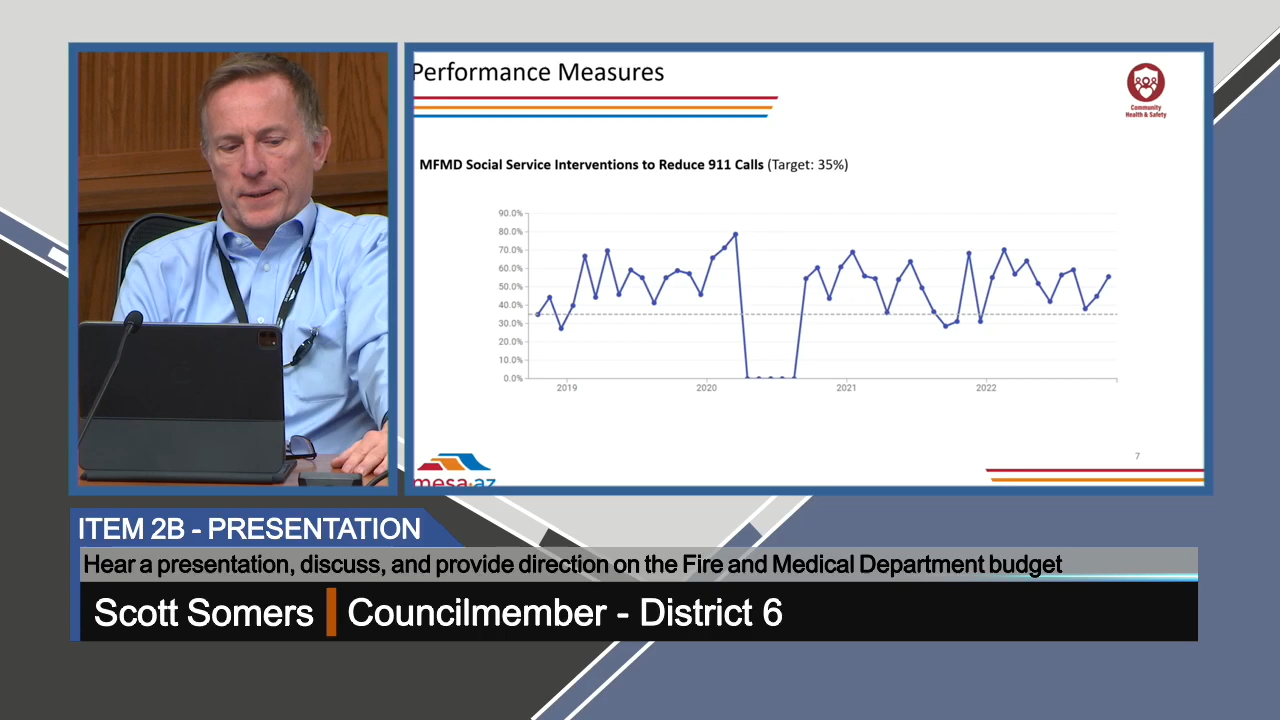 Performance Measures
Community
Health & Safety
MFMD Social Service Interventions to Reduce 911 Calls (Target: 35%)
90.0%
80.0%
70.0%
60.0%
50.0%
40.0%
30.0%
20.0%
10.0%
0.0%
2019
2020
2021
2022
7
mesa·az
ITEM 2B - PRESENTATION
Hear a presentation, discuss, and provide direction on the Fire and Medical Department budget
Scott Somers
Councilmember - District 6